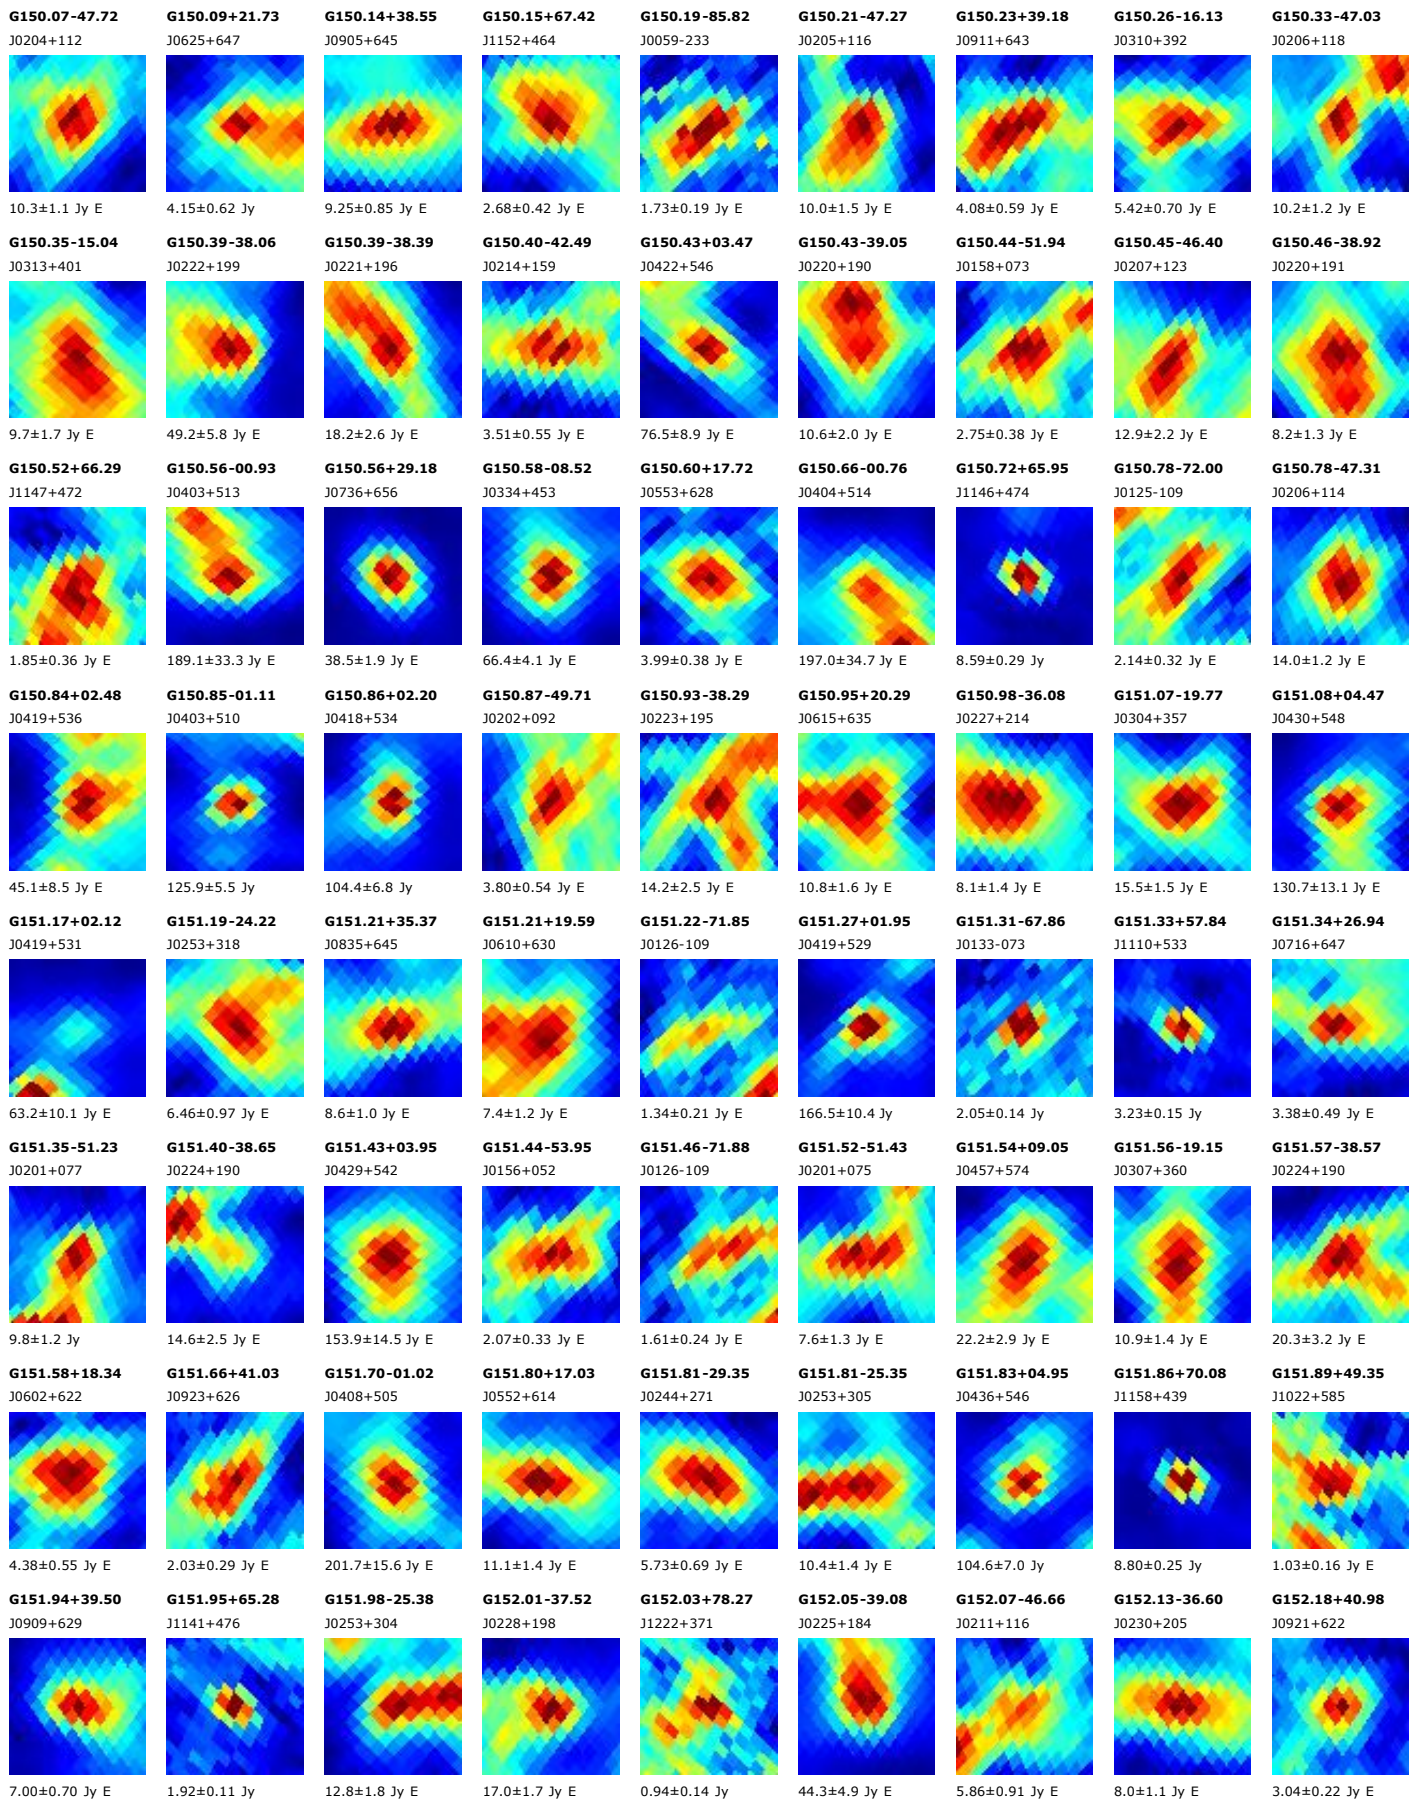 G150.07-47.72 G150.09+21.73 G150.14+38.55 G150.15+67.42 G150.19-85.82 G150.21-47.27 G150.23+39.18 G150.26-16.13 G150.33-47.03
J0204+112 J0625+647 J0905+645 J1152+464 J0059-233 J0205+116 J0911+643 J0310+392 J0206+118
10.3±1.1 Jy E 4.15±0.62 Jy 9.25±0.85 Jy E 2.68±0.42 Jy E 1.73±0.19 Jy E 10.0±1.5 Jy E 4.08±0.59 Jy E 5.42±0.70 Jy E 10.2±1.2 Jy E
G150.35-15.04 G150.39-38.06 G150.39-38.39 G150.40-42.49 G150.43+03.47 G150.43-39.05 G150.44-51.94 G150.45-46.40 G150.46-38.92
J0313+401 J0222+199 J0221+196 J0214+159 J0422+546 J0220+190 J0158+073 J0207+123 J0220+191
9.7±1.7 Jy E 49.2±5.8 Jy E 18.2±2.6 Jy E 3.51±0.55 Jy E 76.5±8.9 Jy E 10.6±2.0 Jy E 2.75±0.38 Jy E 12.9±2.2 Jy E 8.2±1.3 Jy E
G150.52+66.29 G150.56-00.93 G150.56+29.18 G150.58-08.52 G150.60+17.72 G150.66-00.76 G150.72+65.95 G150.78-72.00 G150.78-47.31
J1147+472 J0403+513 J0736+656 J0334+453 J0553+628 J0404+514 J1146+474 J0125-109 J0206+114
1.85±0.36 Jy E 189.1±33.3 Jy E 38.5±1.9 Jy E 66.4±4.1 Jy E 3.99±0.38 Jy E 197.0±34.7 Jy E 8.59±0.29 Jy 2.14±0.32 Jy E 14.0±1.2 Jy E
G150.84+02.48 G150.85-01.11 G150.86+02.20 G150.87-49.71 G150.93-38.29 G150.95+20.29 G150.98-36.08 G151.07-19.77 G151.08+04.47
J0419+536 J0403+510 J0418+534 J0202+092 J0223+195 J0615+635 J0227+214 J0304+357 J0430+548
45.1±8.5 Jy E 125.9±5.5 Jy 104.4±6.8 Jy 3.80±0.54 Jy E 14.2±2.5 Jy E 10.8±1.6 Jy E 8.1±1.4 Jy E 15.5±1.5 Jy E 130.7±13.1 Jy E
G151.17+02.12 G151.19-24.22 G151.21+35.37 G151.21+19.59 G151.22-71.85 G151.27+01.95 G151.31-67.86 G151.33+57.84 G151.34+26.94
J0419+531 J0253+318 J0835+645 J0610+630 J0126-109 J0419+529 J0133-073 J1110+533 J0716+647
63.2±10.1 Jy E 6.46±0.97 Jy E 8.6±1.0 Jy E 7.4±1.2 Jy E 1.34±0.21 Jy E 166.5±10.4 Jy 2.05±0.14 Jy 3.23±0.15 Jy 3.38±0.49 Jy E
G151.35-51.23 G151.40-38.65 G151.43+03.95 G151.44-53.95 G151.46-71.88 G151.52-51.43 G151.54+09.05 G151.56-19.15 G151.57-38.57
J0201+077 J0224+190 J0429+542 J0156+052 J0126-109 J0201+075 J0457+574 J0307+360 J0224+190
9.8±1.2 Jy 14.6±2.5 Jy E 153.9±14.5 Jy E 2.07±0.33 Jy E 1.61±0.24 Jy E 7.6±1.3 Jy E 22.2±2.9 Jy E 10.9±1.4 Jy E 20.3±3.2 Jy E
G151.58+18.34 G151.66+41.03 G151.70-01.02 G151.80+17.03 G151.81-29.35 G151.81-25.35 G151.83+04.95 G151.86+70.08 G151.89+49.35
J0602+622 J0923+626 J0408+505 J0552+614 J0244+271 J0253+305 J0436+546 J1158+439 J1022+585
4.38±0.55 Jy E 2.03±0.29 Jy E 201.7±15.6 Jy E 11.1±1.4 Jy E 5.73±0.69 Jy E 10.4±1.4 Jy E 104.6±7.0 Jy 8.80±0.25 Jy 1.03±0.16 Jy E
G151.94+39.50 G151.95+65.28 G151.98-25.38 G152.01-37.52 G152.03+78.27 G152.05-39.08 G152.07-46.66 G152.13-36.60 G152.18+40.98
J0909+629 J1141+476 J0253+304 J0228+198 J1222+371 J0225+184 J0211+116 J0230+205 J0921+622
7.00±0.70 Jy E 1.92±0.11 Jy 12.8±1.8 Jy E 17.0±1.7 Jy E 0.94±0.14 Jy 44.3±4.9 Jy E 5.86±0.91 Jy E 8.0±1.1 Jy E 3.04±0.22 Jy E